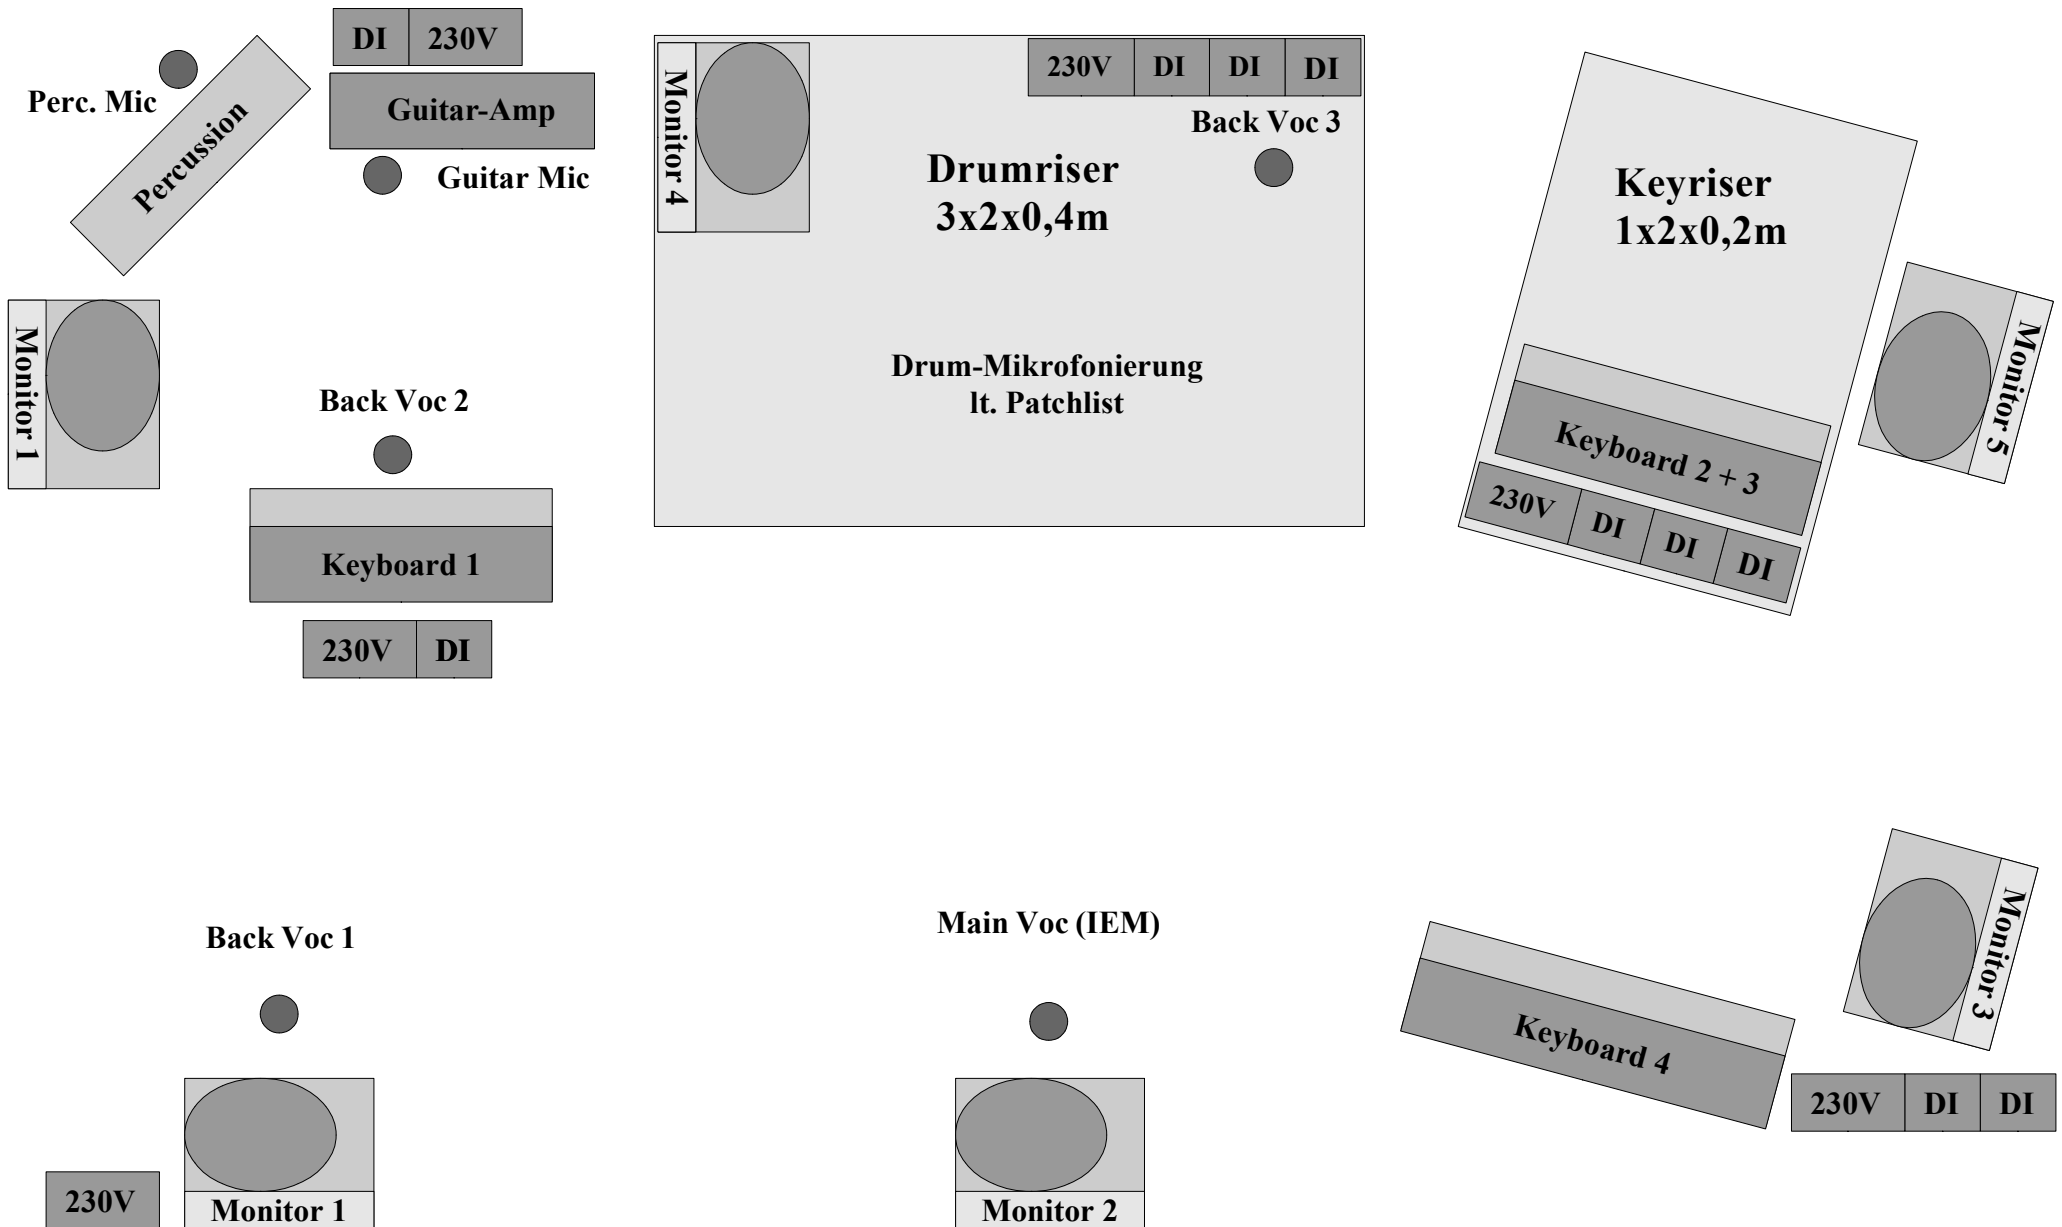 DI 230V
Perc. Mic
Percussion
Guitar-Amp
Guitar Mic
Monitor 4
230V DI DI DI
Back Voc 3
Drumriser
3x2x0,4m
Drum-Mikrofonierung
lt. Patchlist
Keyriser
1x2x0,2m
Monitor 5
Keyboard 2 + 3
230V DI DI DI
Monitor 1
Back Voc 2
Keyboard 1
230V DI
Back Voc 1
Main Voc (IEM)
Monitor 3
Keyboard 4
230V DI DI
230V
Monitor 1
Monitor 2